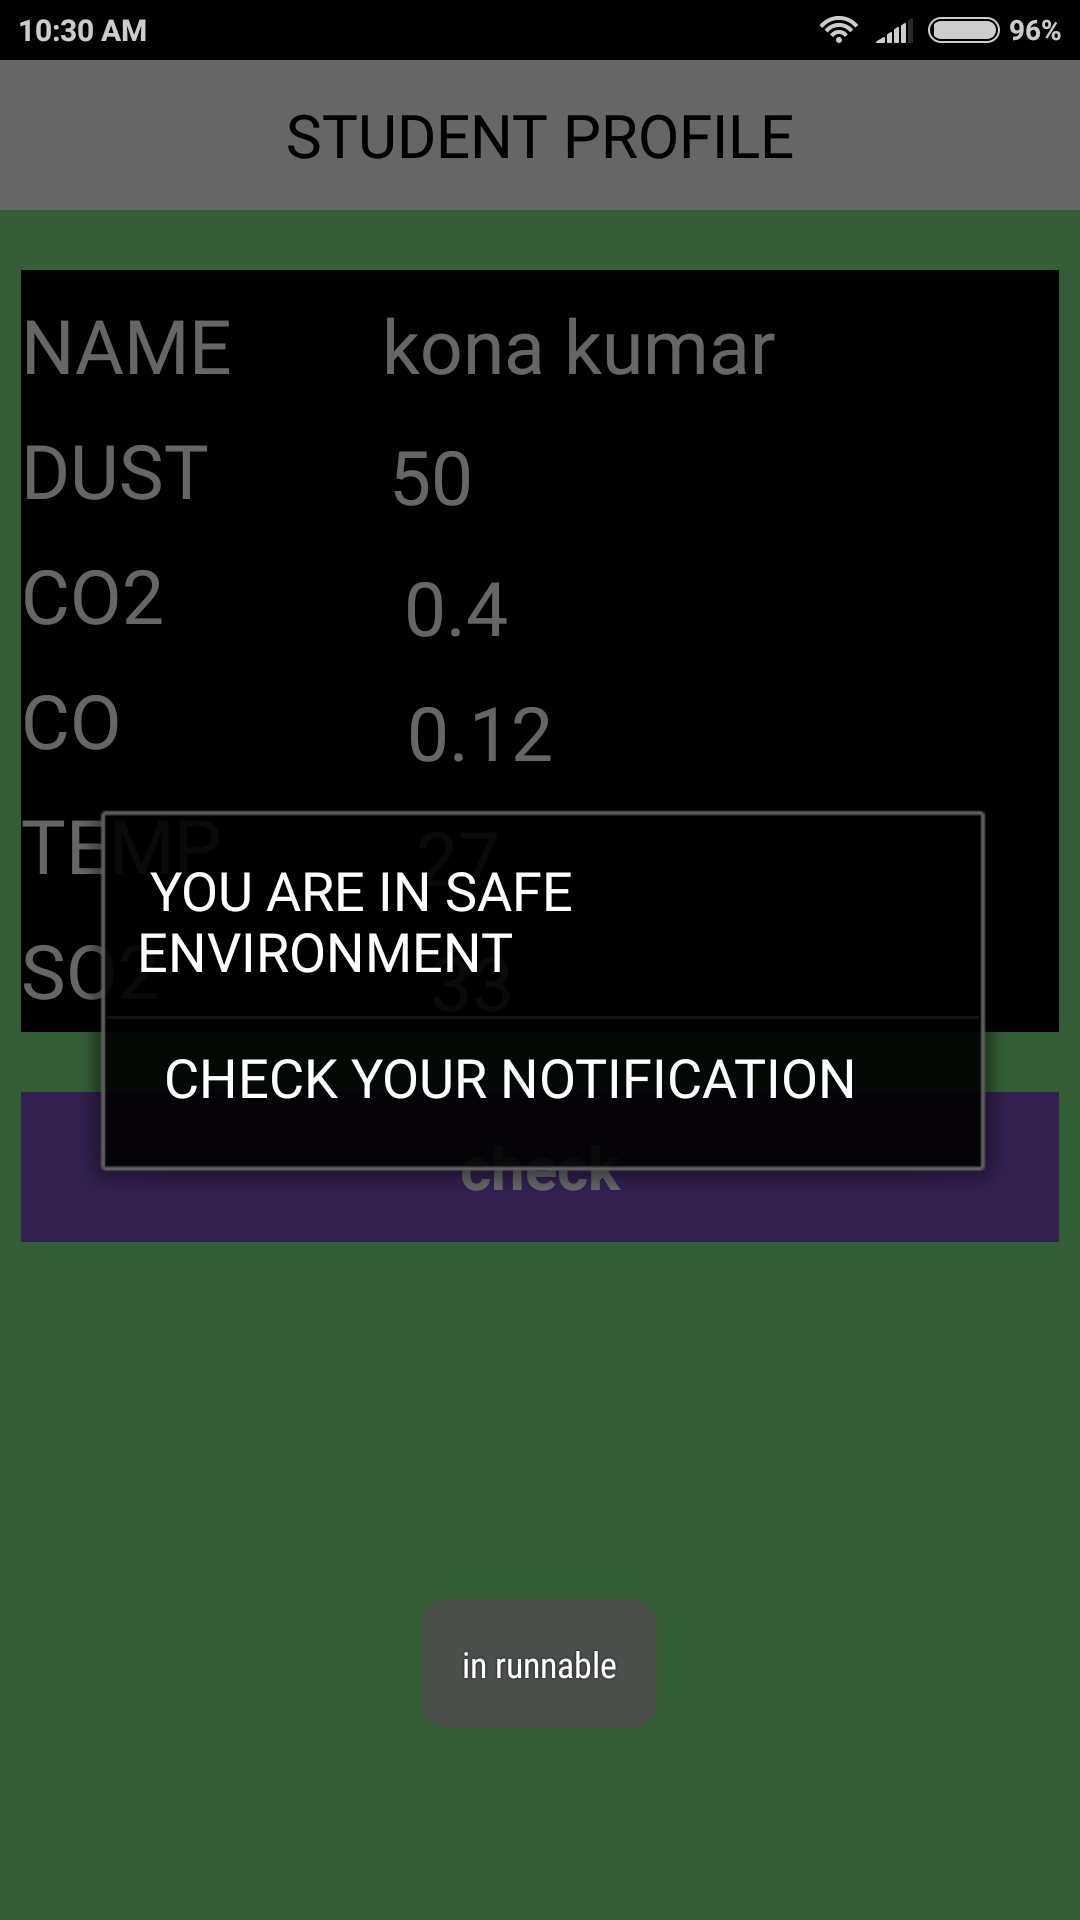 10:30 AM 96%
STUDENT PROFILE
NAME kona kumar
DUST 50
CO2 0.4
CO 0.12
TEMP 27
YOU ARE IN SAFE
ENVIRONMENT
SO2 33
CHECK YOUR NOTIFICATION
check
in runnable